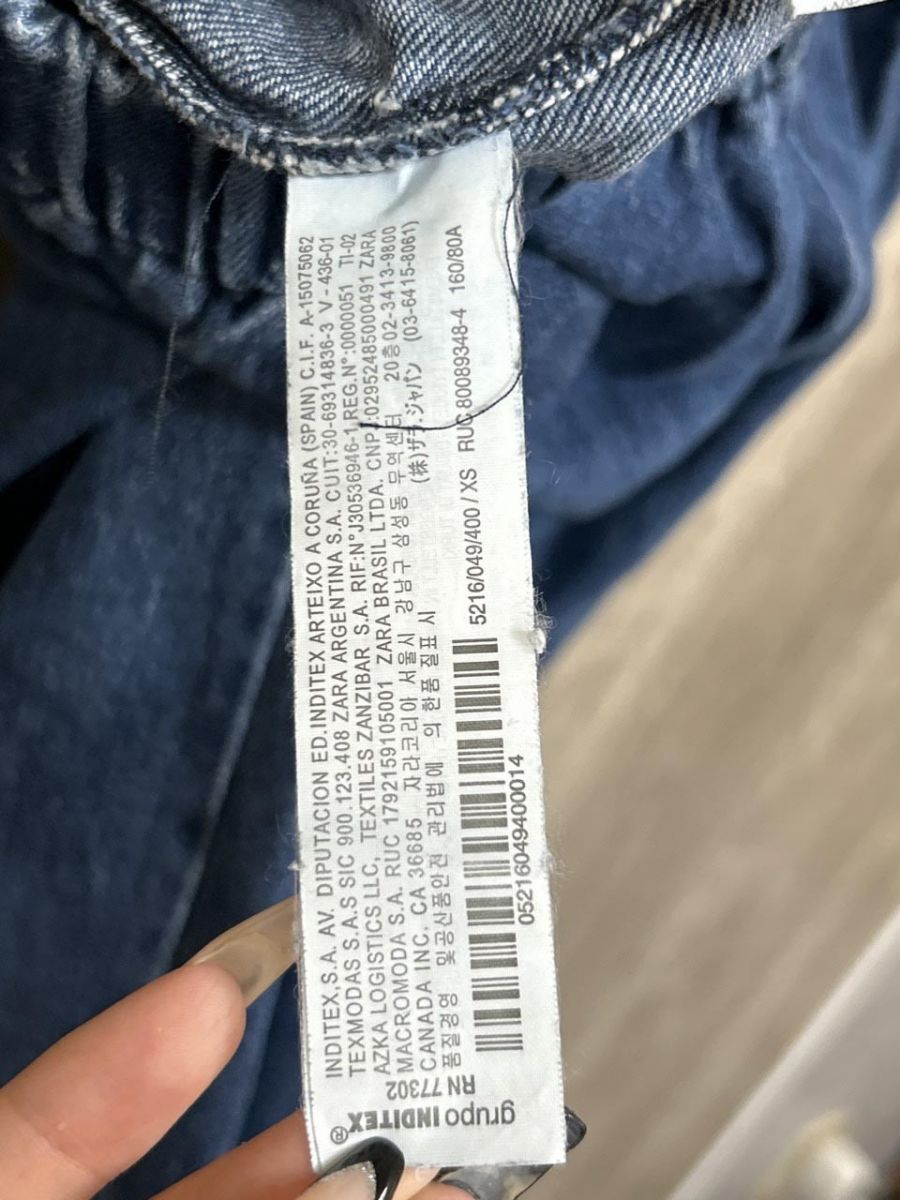 grupo INDITEX®
RN 77302
INDITEX,S.A. AV. DIPUTACION ED.INDITEX ARTEIXO A CORUÑA (SPAIN) C.I.F. A-15075062
TEXMODAS S.A.S SIC 900.123.408 ZARA ARGENTINA S.A. CUIT:30-69314836-3 V - 436-01
AZKA LOGISTICS LLC, TEXTILES ZANZIBAR S.A. RIF:N°J30536946-1 REG.N°:0000051 TI-02
MACROMODA S.A. RUC 1792159105001 ZARA BRASIL LTDA. CNPJ:02952485000491 ZARA
CANADA INC. CA 36685 자라코리아 서울시 강남구 삼성동 무역센터 20층 02-3413-9800
품질경영 및공산품안전 관리법에 의한품 질표 시 (株)ザラ.ジャパン (03-6415-8061)
5216/049/400 / XS RUC 80089348-4 160/80A
05216049400014